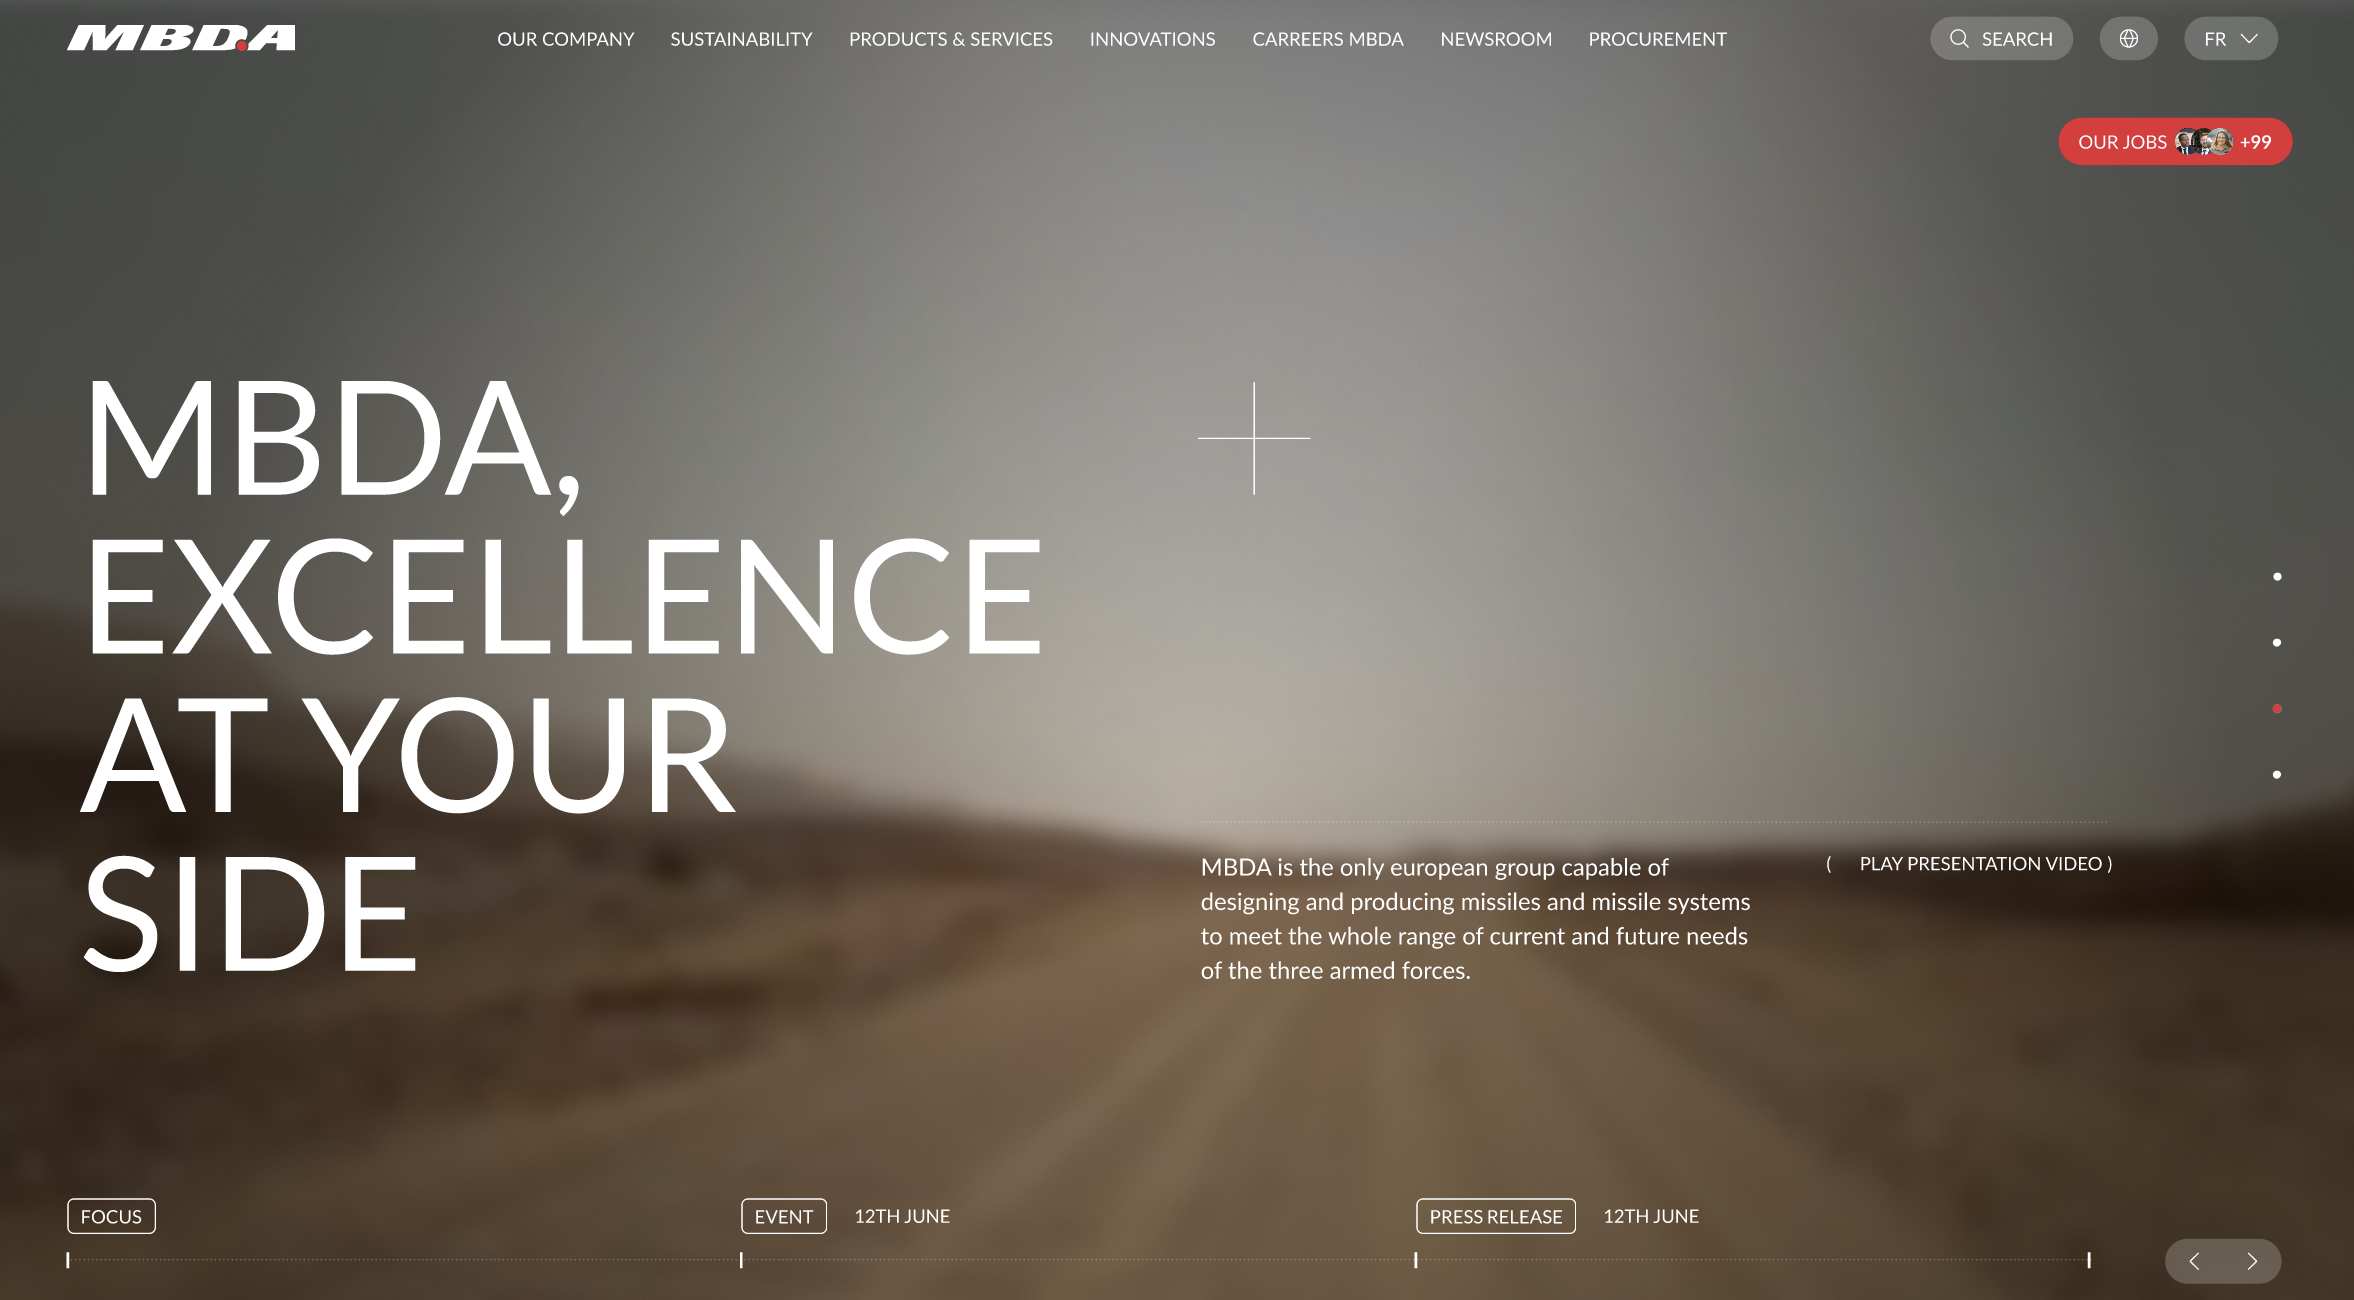 MBDA
OUR COMPANY
SUSTAINABILITY
PRODUCTS & SERVICES
INNOVATIONS
CARREERS MBDA
NEWSROOM
PROCUREMENT
SEARCH
FR
OUR JOBS +99
MBDA,
EXCELLENCE
AT YOUR
SIDE
MBDA is the only european group capable of
designing and producing missiles and missile systems
to meet the whole range of current and future needs
of the three armed forces.
( PLAY PRESENTATION VIDEO )
FOCUS
EVENT 12TH JUNE
PRESS RELEASE 12TH JUNE